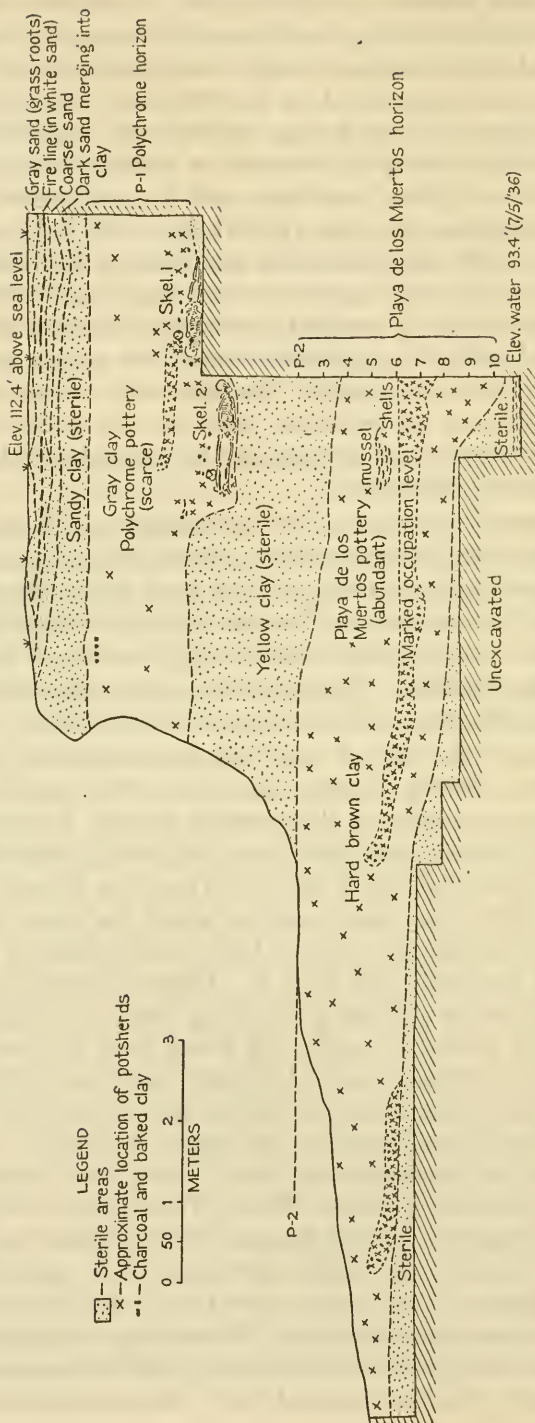 Elev. 112.4' above sea level
Gray sand (grass roots)
Fire line (in white sand)
Coarse sand
Dark sand merging into
clay
Sandy clay (sterile)
Gray clay
Polychrome pottery
(scarce)
P-1 Polychrome horizon
Skel. 1
Skel. 2
Yellow clay (sterile)
P-2
P-2
3
4
5
6
7
8
9
10
Playa de los Muertos horizon
Playa de los
Muertos pottery
(abundant)
mussel
shells
Hard brown clay
Marked occupation level
Sterile
Sterile
Elev. water 93.4' (7/5/'36)
Unexcavated
LEGEND
Sterile areas
x-Approximate location of potsherds
Charcoal and baked clay
0 50 1 2 3
METERS